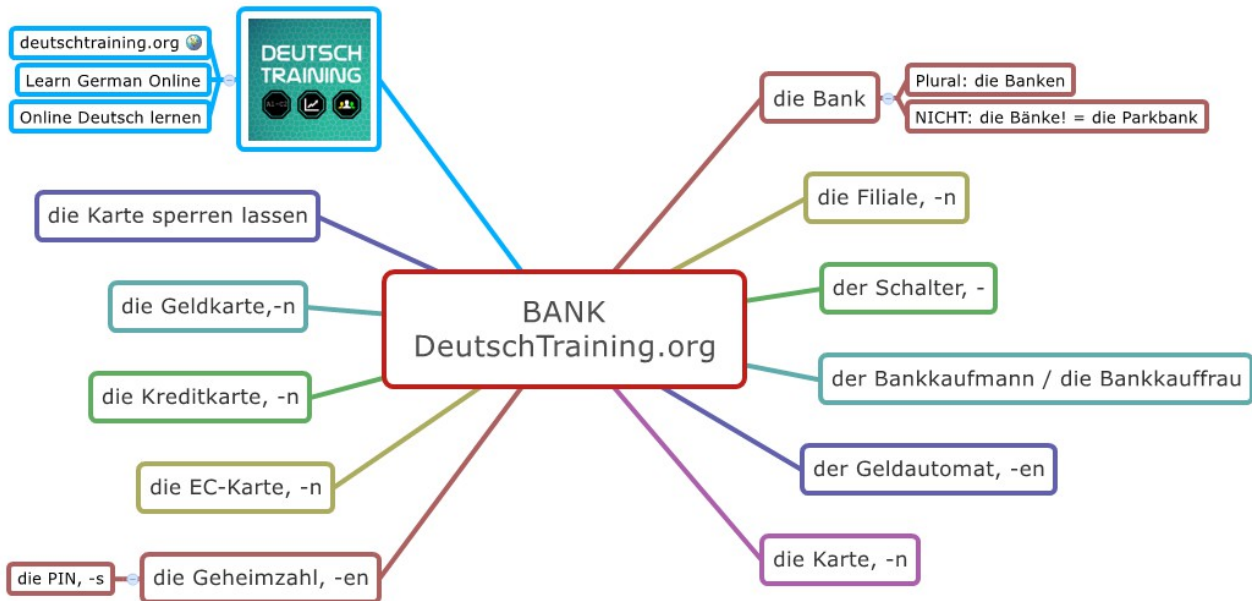 deutschtraining.org
Learn German Online
Online Deutsch lernen
DEUTSCH
TRAINING
A1-C2
die Bank
Plural: die Banken
NICHT: die Bänke! = die Parkbank
die Filiale, -n
der Schalter, -
der Bankkaufmann / die Bankkauffrau
der Geldautomat, -en
die Karte, -n
BANK
DeutschTraining.org
die Karte sperren lassen
die Geldkarte,-n
die Kreditkarte, -n
die EC-Karte, -n
die Geheimzahl, -en
die PIN, -s